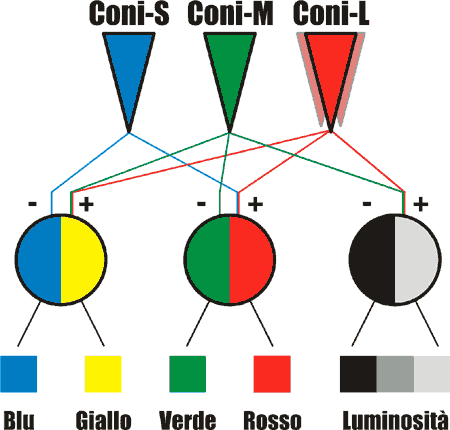 Coni-S Coni-M Coni-L
- + - + - +
Blu Giallo Verde Rosso Luminosità